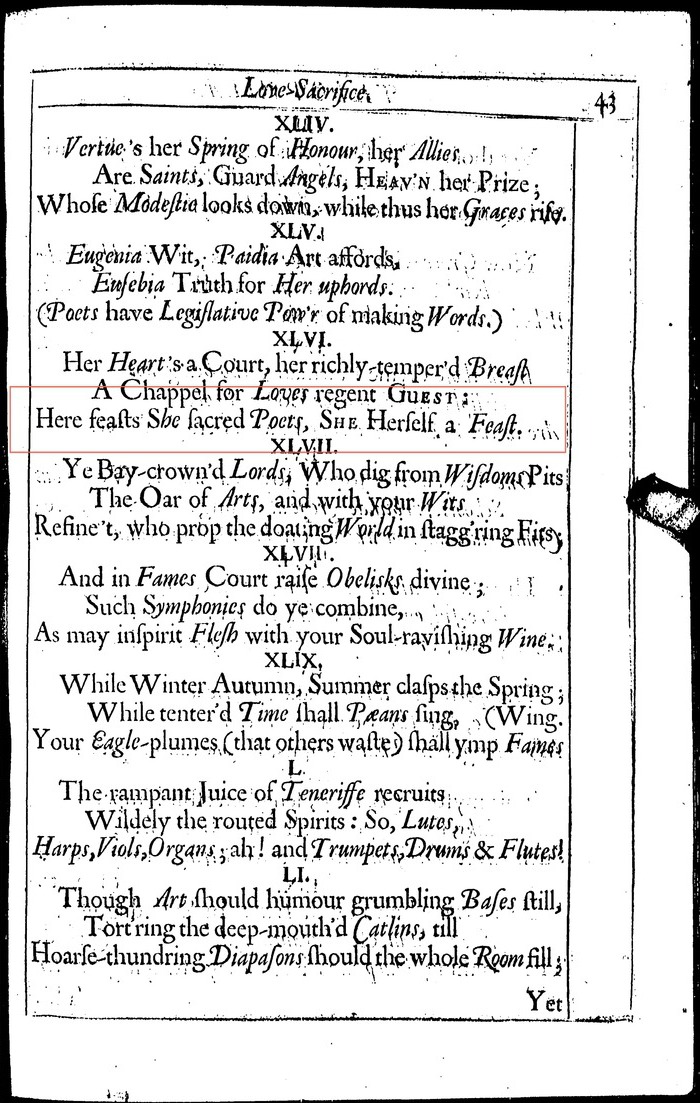 Loves Sacrifice. 43
XLIV.
Vertue's her Spring of Honour, her Allies
Are Saints, Guard Angels, HEAV'N her Prize;
Whoſe Modeſtia looks down, while thus her Graces riſe.
XLV.
Eugenia Wit, Paidia Art affords,
Euſebia Truth for Her uphords.
(Poets have Legiſlative Pow'r of making Words.)
XLVI.
Her Heart's a Court, her richly-temper'd Breaſt
A Chappel for Loves regent GUEST:
Here feaſts She ſacred Poets, SHE Herſelf a Feaſt.
XLVII.
Ye Bay-crown'd Lords, Who dig from Wiſdoms Pits
The Oar of Arts, and with your Wits
Refine't, who prop the doating World in ſtagg'ring Fits;
XLVIII.
And in Fames Court raiſe Obelisks divine;
Such Symphonies do ye combine,
As may inſpirit Fleſh with your Soul-raviſhing Wine.
XLIX.
While Winter Autumn, Summer claſps the Spring;
While tenter'd Time ſhall Pæans ſing, (Wing.
Your Eagle-plumes (that others waſte) ſhall ymp Fames
L.
The rampant Juice of Teneriffe recruits
Wildely the routed Spirits: So, Lutes,
Harps, Viols, Organs; ah! and Trumpets, Drums & Flutes!
LI.
Though Art ſhould humour grumbling Baſes ſtill,
Tort'ring the deep-mouth'd Catlins, till
Hoarſe-thundring Diapaſons ſhould the whole Room fill;
Yet